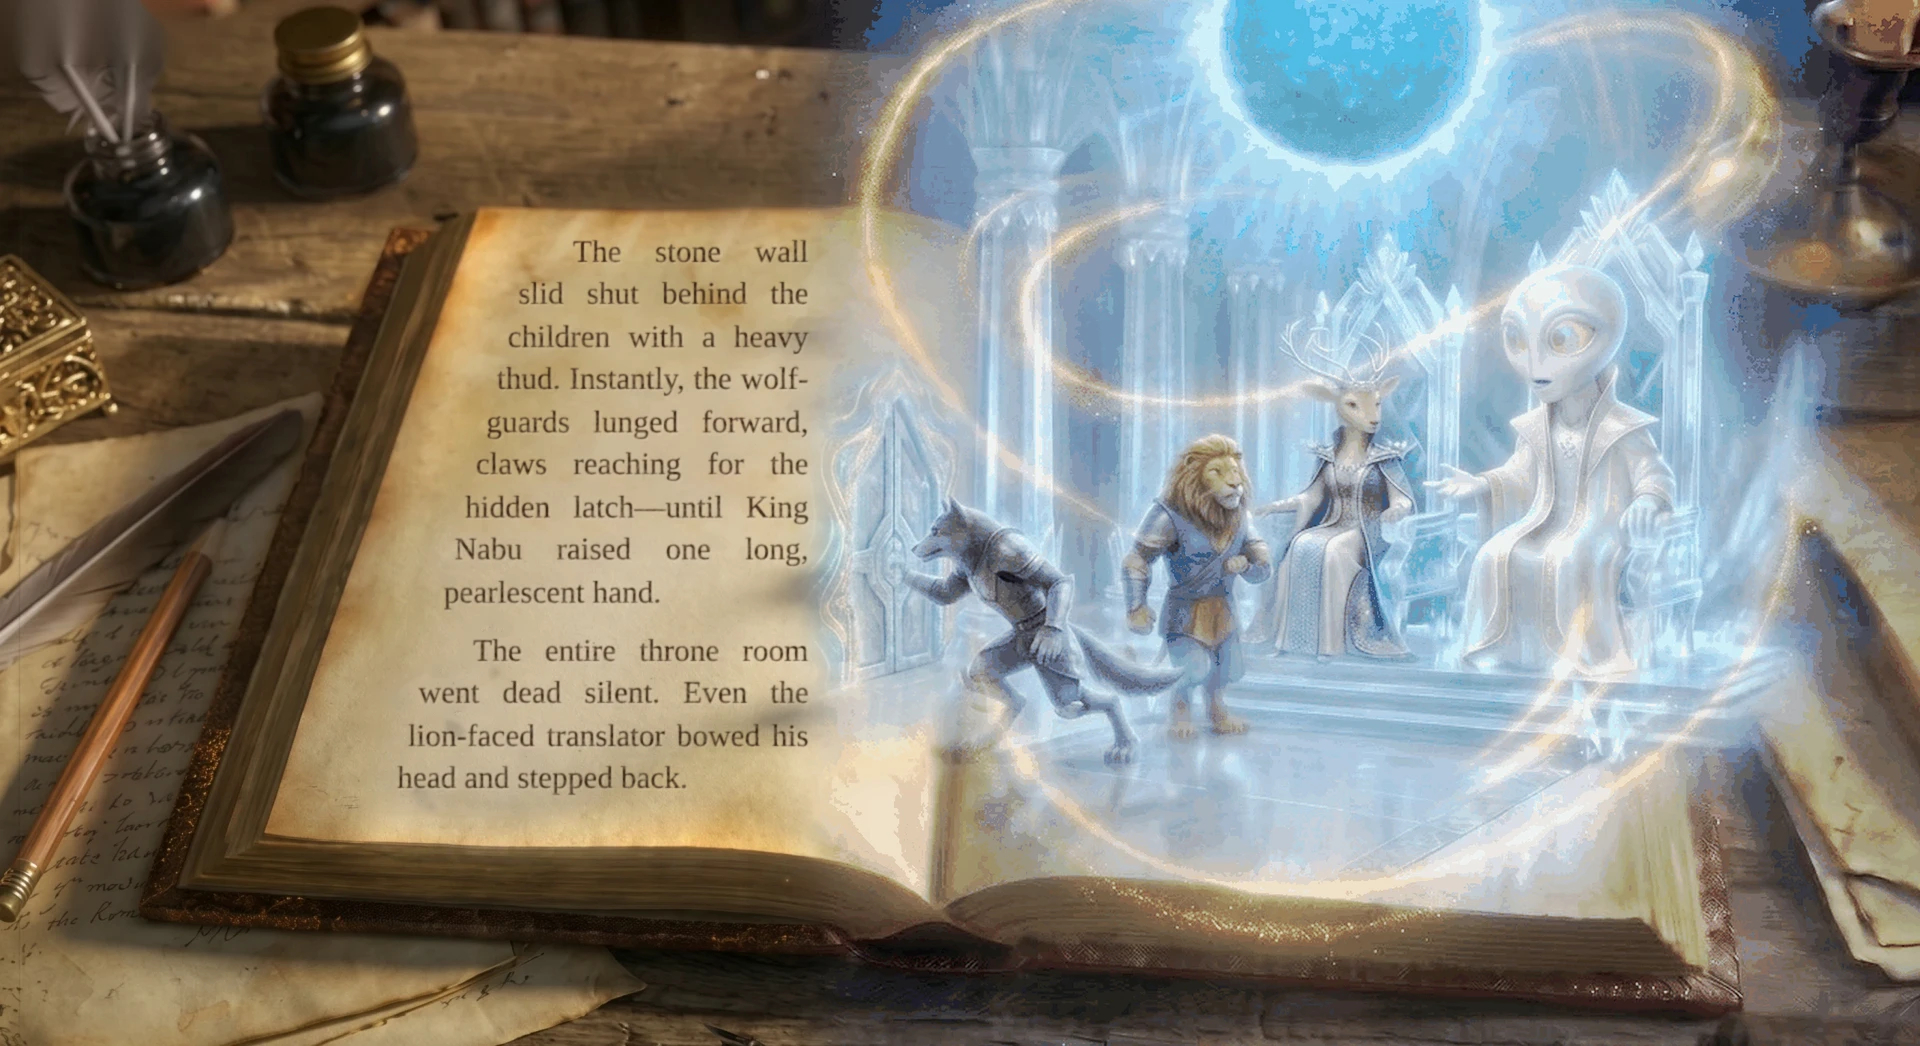 The stone wall
slid shut behind the
children with a heavy
thud. Instantly, the wolf-
guards lunged forward,
claws reaching for the
hidden latch—until King
Nabu raised one long,
pearlescent hand.
The entire throne room
went dead silent. Even the
lion-faced translator bowed his
head and stepped back.